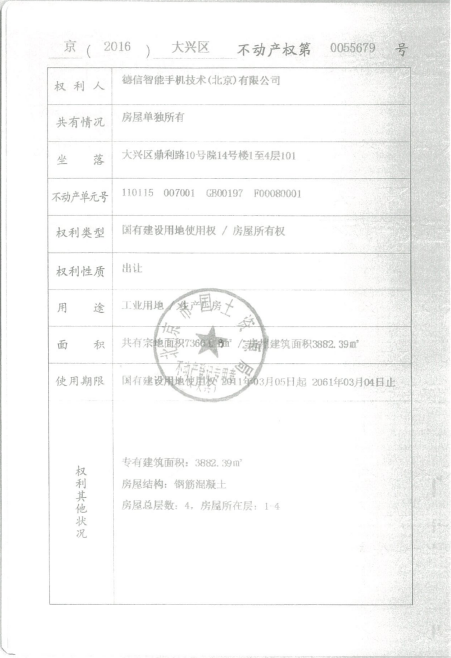 京（2016）大兴区 不动产权第 0055679 号
权利人 德信智能手机技术(北京)有限公司
共有情况 房屋单独所有
坐落 大兴区鼎利路10号院14号楼1至4层101
不动产单元号 110115 007001 GB00197 F00080001
权利类型 国有建设用地使用权 / 房屋所有权
权利性质 出让
用途 工业用地 / 生产厂房
面积 共有宗地面积 / 房屋建筑面积3882.39㎡
使用期限 国有建设用地使用权 2011年03月05日起 2061年03月04日止
权利其他状况
专有建筑面积：3882.39㎡
房屋结构：钢筋混凝土
房屋总层数：4，房屋所在层：1-4
北京市国土资源局